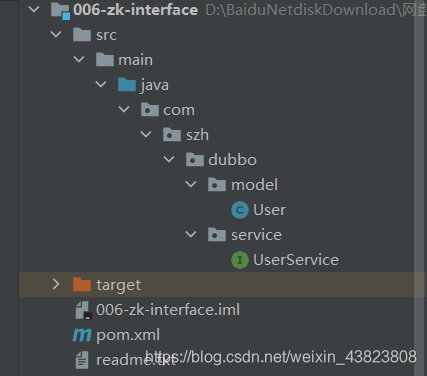 006-zk-interface D:\BaiduNetdiskDownload\网
src
main
java
com
szh
dubbo
model
C User
service
I UserService
target
006-zk-interface.iml
m pom.xml
readme.txt
https://blog.csdn.net/weixin_43823808